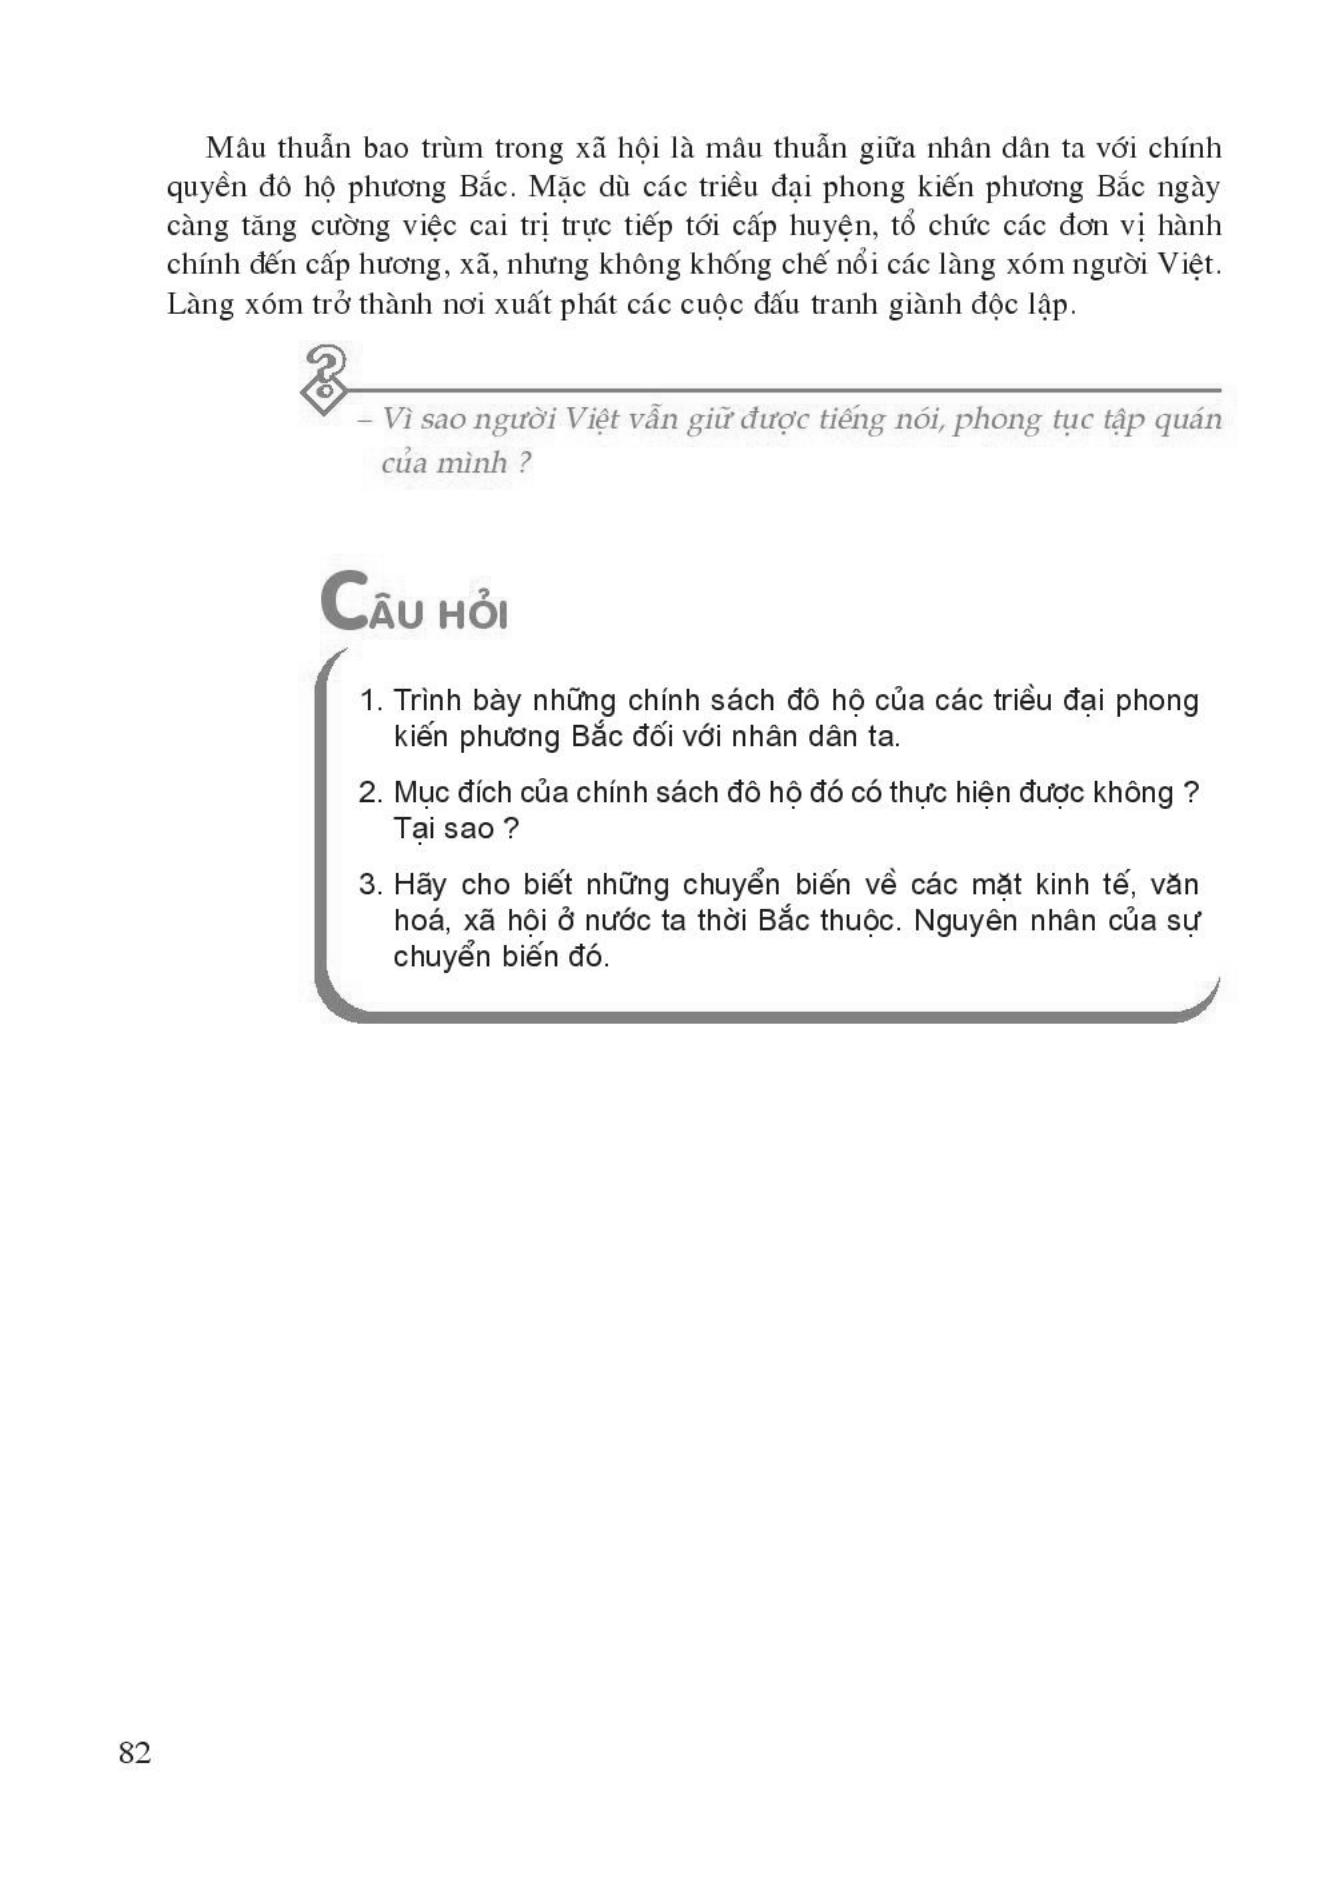 Mâu thuẫn bao trùm trong xã hội là mâu thuẫn giữa nhân dân ta với chính
quyền đô hộ phương Bắc. Mặc dù các triều đại phong kiến phương Bắc ngày
càng tăng cường việc cai trị trực tiếp tới cấp huyện, tổ chức các đơn vị hành
chính đến cấp hương, xã, nhưng không khống chế nổi các làng xóm người Việt.
Làng xóm trở thành nơi xuất phát các cuộc đấu tranh giành độc lập.
– Vì sao người Việt vẫn giữ được tiếng nói, phong tục tập quán
của mình ?
CÂU HỎI
1. Trình bày những chính sách đô hộ của các triều đại phong
kiến phương Bắc đối với nhân dân ta.
2. Mục đích của chính sách đô hộ đó có thực hiện được không ?
Tại sao ?
3. Hãy cho biết những chuyển biến về các mặt kinh tế, văn
hoá, xã hội ở nước ta thời Bắc thuộc. Nguyên nhân của sự
chuyển biến đó.
82